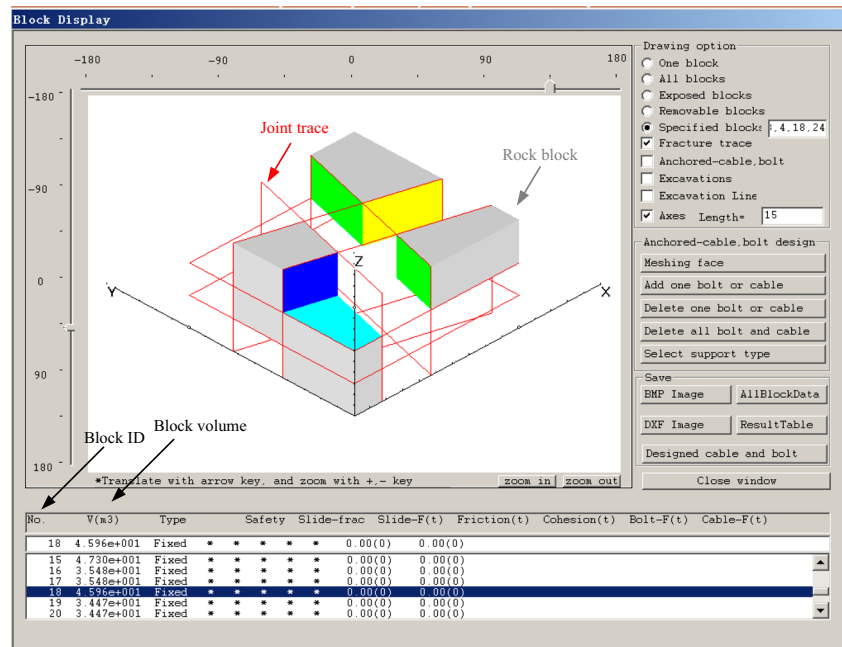 Block Display
Drawing option
-180 -90 0 90 180
One block
All blocks
-180
Exposed blocks
Removable blocks
Specified blocks ,4,18,24
Joint trace
Fracture trace
Rock block
Anchored-cable,bolt
-90
Excavations
Excavation Line
Axes Length= 15
Anchored-cable,bolt design
Z
Meshing face
0
Y
X
Add one bolt or cable
Delete one bolt or cable
Delete all bolt and cable
Select support type
90
Save
BMP Image AllBlockData
Block volume
DXF Image ResultTable
Block ID
Designed cable and bolt
180
*Translate with arrow key, and zoom with +,- key zoom in zoom out
Close window
No. V(m3) Type Safety Slide-frac Slide-F(t) Friction(t) Cohesion(t) Bolt-F(t) Cable-F(t)
18 4.596e+001 Fixed * * * * * 0.00(0) 0.00(0)
15 4.730e+001 Fixed * * * * * 0.00(0) 0.00(0)
16 3.548e+001 Fixed * * * * * 0.00(0) 0.00(0)
17 3.548e+001 Fixed * * * * * 0.00(0) 0.00(0)
18 4.596e+001 Fixed * * * * * 0.00(0) 0.00(0)
19 3.447e+001 Fixed * * * * * 0.00(0) 0.00(0)
20 3.447e+001 Fixed * * * * * 0.00(0) 0.00(0)